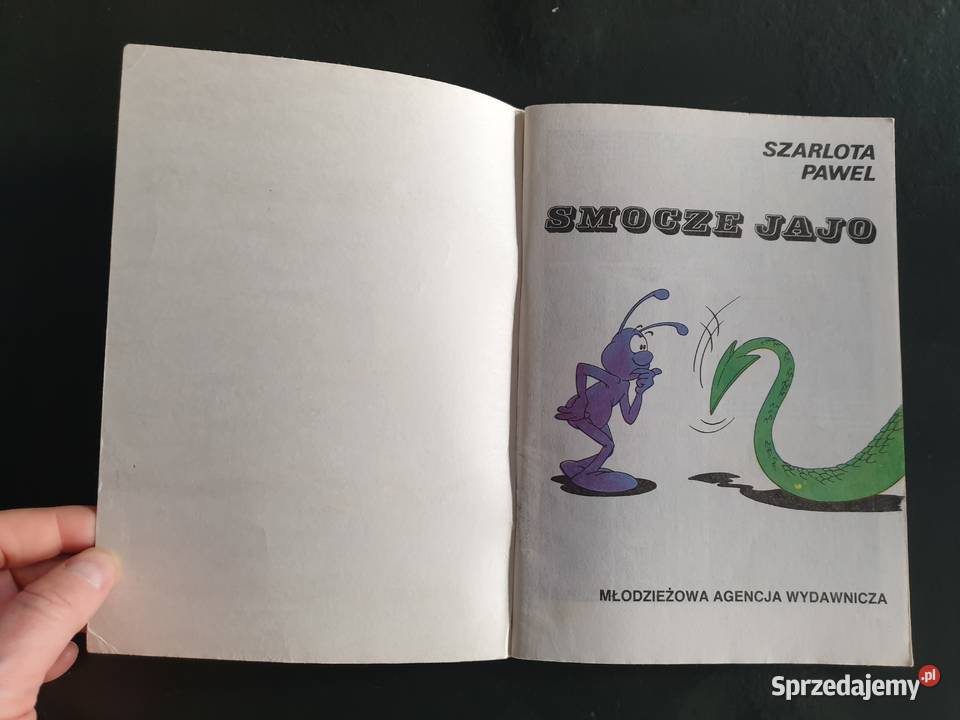 SZARLOTA
PAWEL
SMOCZE JAJO
MŁODZIEŻOWA AGENCJA WYDAWNICZA
Sprzedajemy.pl